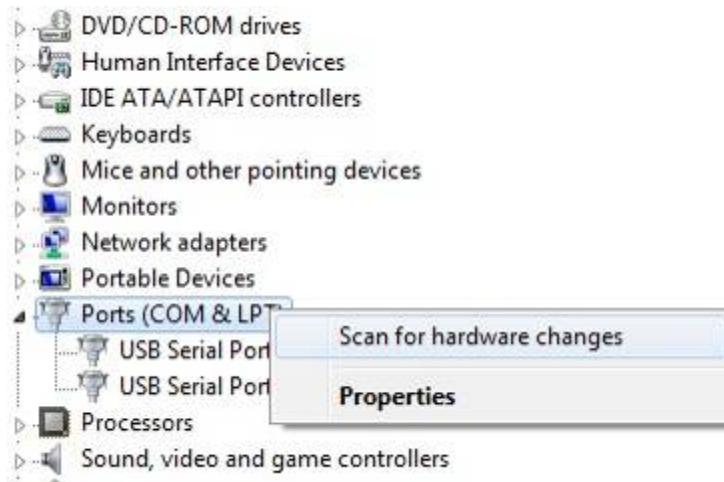 DVD/CD-ROM drives
Human Interface Devices
IDE ATA/ATAPI controllers
Keyboards
Mice and other pointing devices
Monitors
Network adapters
Portable Devices
Ports (COM & LPT)
Scan for hardware changes
USB Serial Port
USB Serial Port
Properties
Processors
Sound, video and game controllers